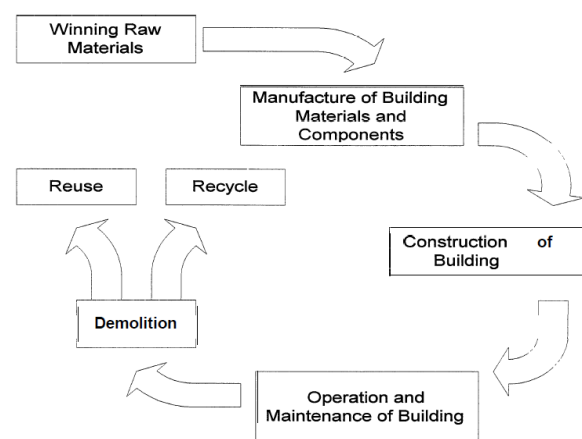 Winning Raw
Materials
Manufacture of Building
Materials and
Components
Reuse
Recycle
Construction of
Building
Demolition
Operation and
Maintenance of Building